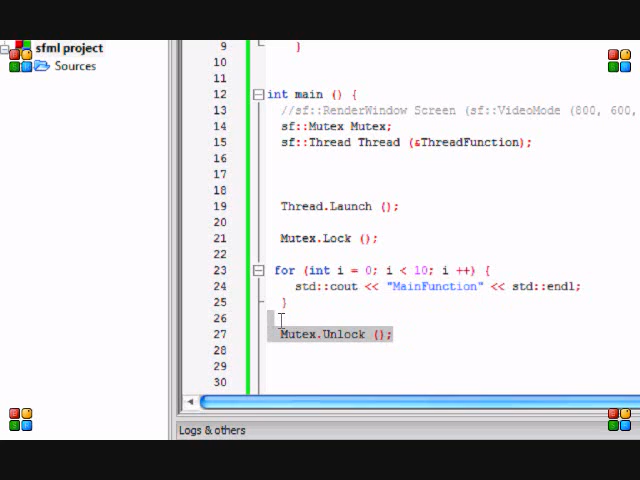 sfml project
Sources
9 }
10
11
12 int main () {
13 //sf::RenderWindow Screen (sf::VideoMode (800, 600,
14 sf::Mutex Mutex;
15 sf::Thread Thread (&ThreadFunction);
16
17
18
19 Thread.Launch ();
20
21 Mutex.Lock ();
22
23 for (int i = 0; i < 10; i ++) {
24 std::cout << "MainFunction" << std::endl;
25 }
26
27 Mutex.Unlock ();
28
29
30
Logs & others